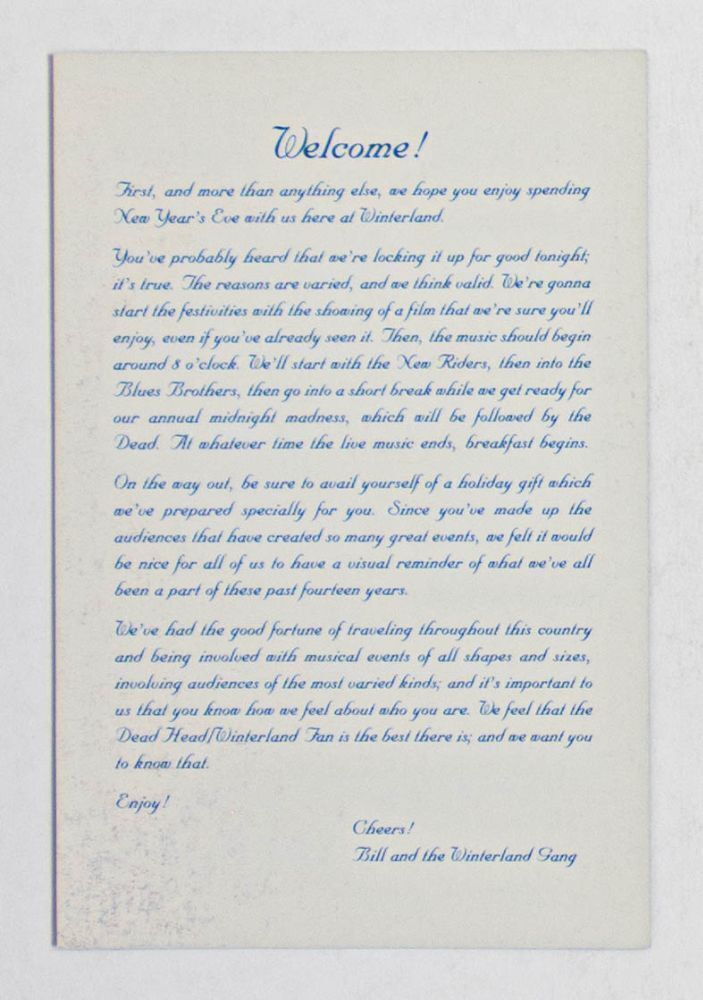 Welcome!
First, and more than anything else, we hope you enjoy spending
New Year's Eve with us here at Winterland.
You've probably heard that we're locking it up for good tonight;
it's true. The reasons are varied, and we think valid. We're gonna
start the festivities with the showing of a film that we're sure you'll
enjoy, even if you've already seen it. Then, the music should begin
around 8 o'clock. We'll start with the New Riders, then into the
Blues Brothers, then go into a short break while we get ready for
our annual midnight madness, which will be followed by the
Dead. At whatever time the live music ends, breakfast begins.
On the way out, be sure to avail yourself of a holiday gift which
we've prepared specially for you. Since you've made up the
audiences that have created so many great events, we felt it would
be nice for all of us to have a visual reminder of what we've all
been a part of these past fourteen years.
We've had the good fortune of traveling throughout this country
and being involved with musical events of all shapes and sizes,
involving audiences of the most varied kinds; and it's important to
us that you know how we feel about who you are. We feel that the
Dead Head/Winterland Fan is the best there is; and we want you
to know that.
Enjoy!
Cheers!
Bill and the Winterland Gang